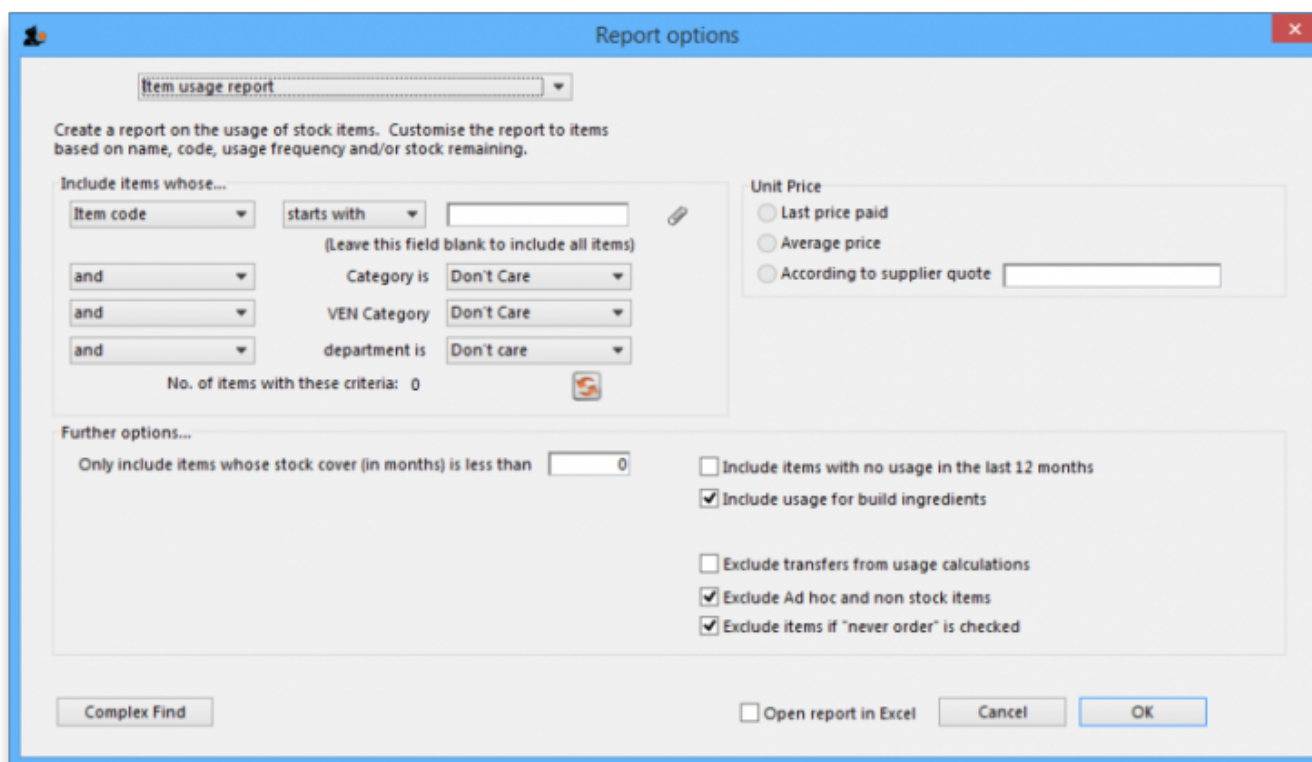 Report options
Item usage report
Create a report on the usage of stock items. Customise the report to items
based on name, code, usage frequency and/or stock remaining.
Include items whose...
Item code starts with
(Leave this field blank to include all items)
and Category is Don't Care
and VEN Category Don't Care
and department is Don't care
No. of items with these criteria: 0
Unit Price
Last price paid
Average price
According to supplier quote
Further options...
Only include items whose stock cover (in months) is less than 0
Include items with no usage in the last 12 months
Include usage for build ingredients
Exclude transfers from usage calculations
Exclude Ad hoc and non stock items
Exclude items if "never order" is checked
Complex Find
Open report in Excel
Cancel
OK